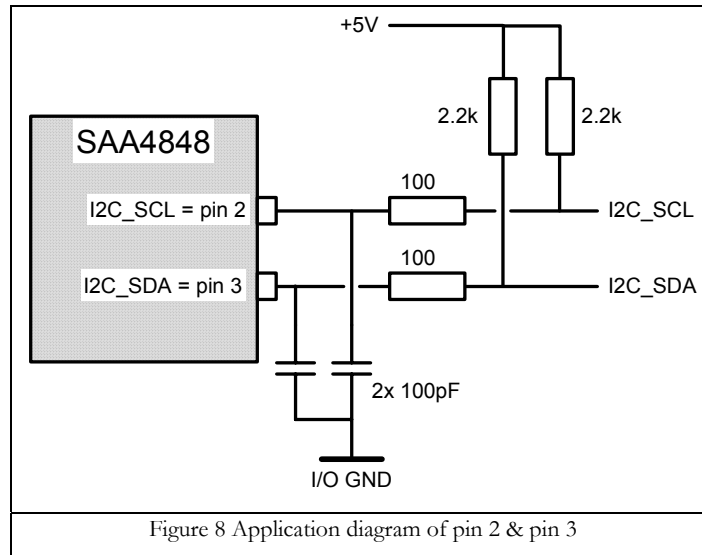 +5V
2.2k
2.2k
SAA4848
100
I2C_SCL = pin 2
I2C_SCL
100
I2C_SDA = pin 3
I2C_SDA
2x 100pF
I/O GND
Figure 8 Application diagram of pin 2 & pin 3